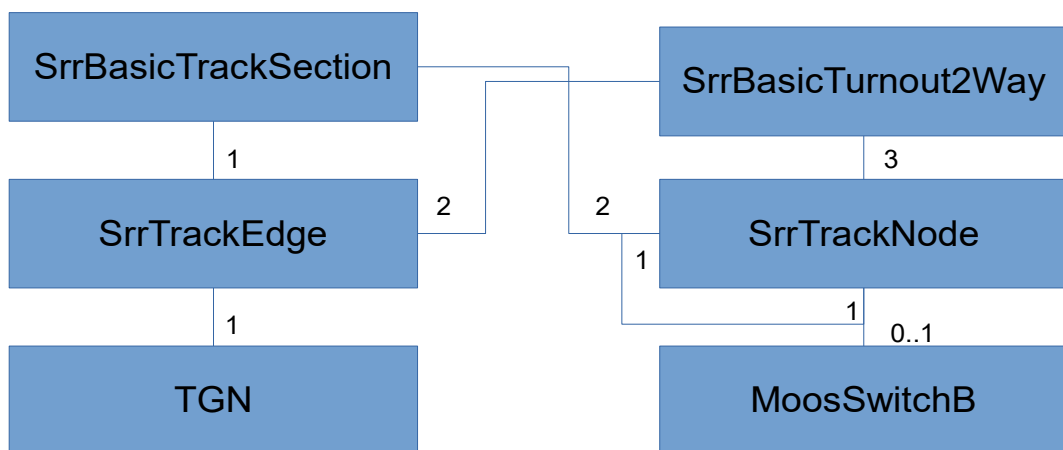 SrrBasicTrackSection
SrrBasicTurnout2Way
1
3
2
2
SrrTrackEdge
SrrTrackNode
1
1
1
0..1
TGN
MoosSwitchB